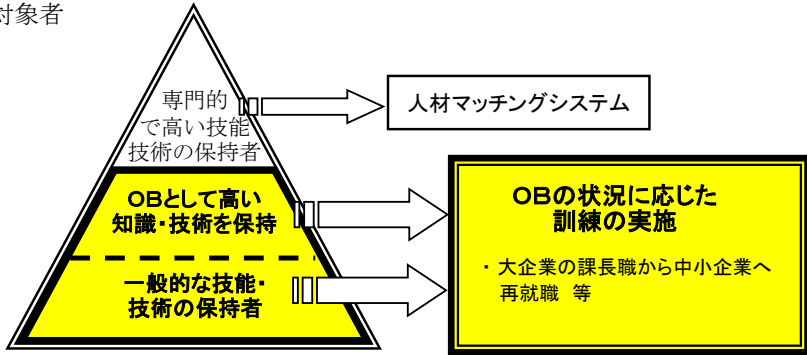 対象者
専門的
で高い技能
技術の保持者
人材マッチングシステム
OBとして高い
知識・技術を保持
一般的な技能・
技術の保持者
OBの状況に応じた
訓練の実施
・ 大企業の課長職から中小企業へ
再就職 等